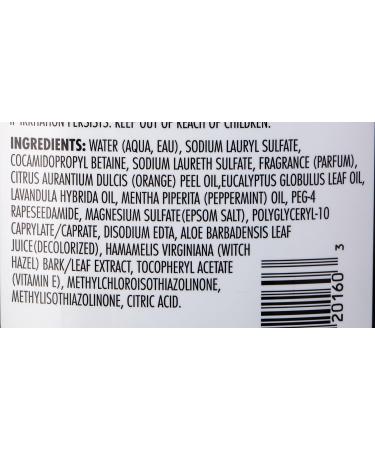 IF IRRITATION PERSISTS. KEEP OUT OF REACH OF CHILDREN.
INGREDIENTS: WATER (AQUA, EAU), SODIUM LAURYL SULFATE,
COCAMIDOPROPYL BETAINE, SODIUM LAURETH SULFATE, FRAGRANCE (PARFUM),
CITRUS AURANTIUM DULCIS (ORANGE) PEEL OIL,EUCALYPTUS GLOBULUS LEAF OIL,
LAVANDULA HYBRIDA OIL, MENTHA PIPERITA (PEPPERMINT) OIL, PEG-4
RAPESEEDAMIDE, MAGNESIUM SULFATE(EPSOM SALT), POLYGLYCERYL-10
CAPRYLATE/CAPRATE, DISODIUM EDTA, ALOE BARBADENSIS LEAF
JUICE(DECOLORIZED), HAMAMELIS VIRGINIANA (WITCH
HAZEL) BARK/LEAF EXTRACT, TOCOPHERYL ACETATE
(VITAMIN E), METHYLCHLOROISOTHIAZOLINONE,
METHYLISOTHIAZOLINONE, CITRIC ACID.
20160 3